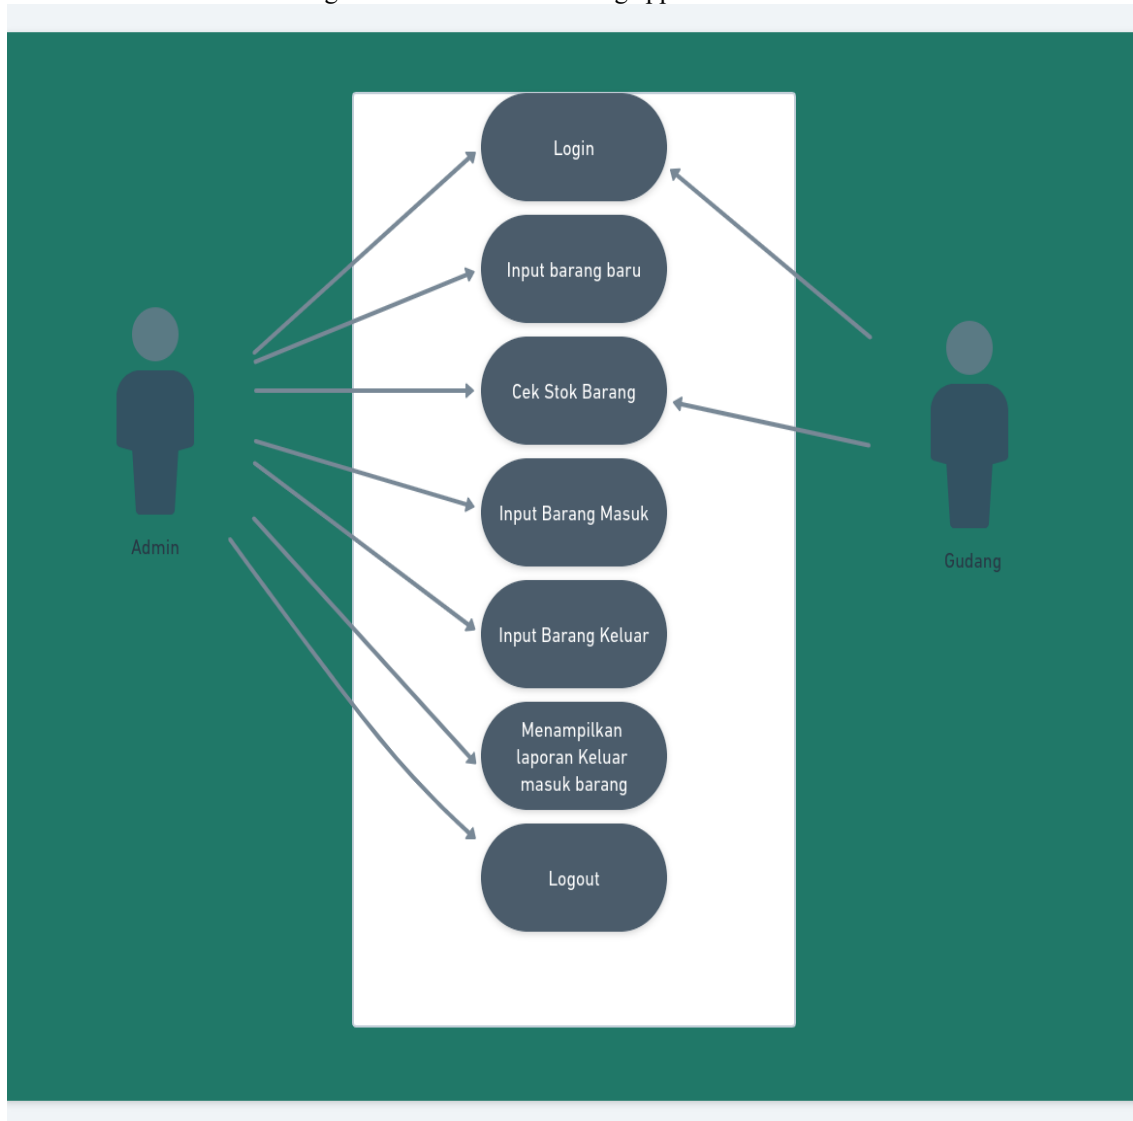 Login
Input barang baru
Cek Stok Barang
Input Barang Masuk
Input Barang Keluar
Menampilkan
laporan Keluar
masuk barang
Logout
Admin
Gudang